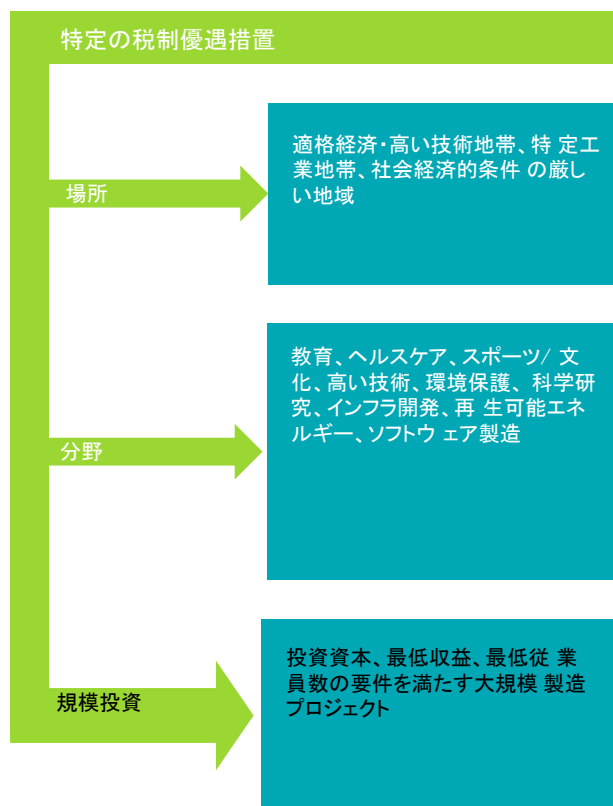 特定の税制優遇措置
場所
適格経済・高い技術地帯、特 定工
業地帯、社会経済的条件 の厳し
い地域
分野
教育、ヘルスケア、スポーツ/ 文
化、高い技術、環境保護、 科学研
究、インフラ開発、再 生可能エネ
ルギー、ソフトウ ェア製造
規模投資
投資資本、最低収益、最低従 業
員数の要件を満たす大規模 製造
プロジェクト